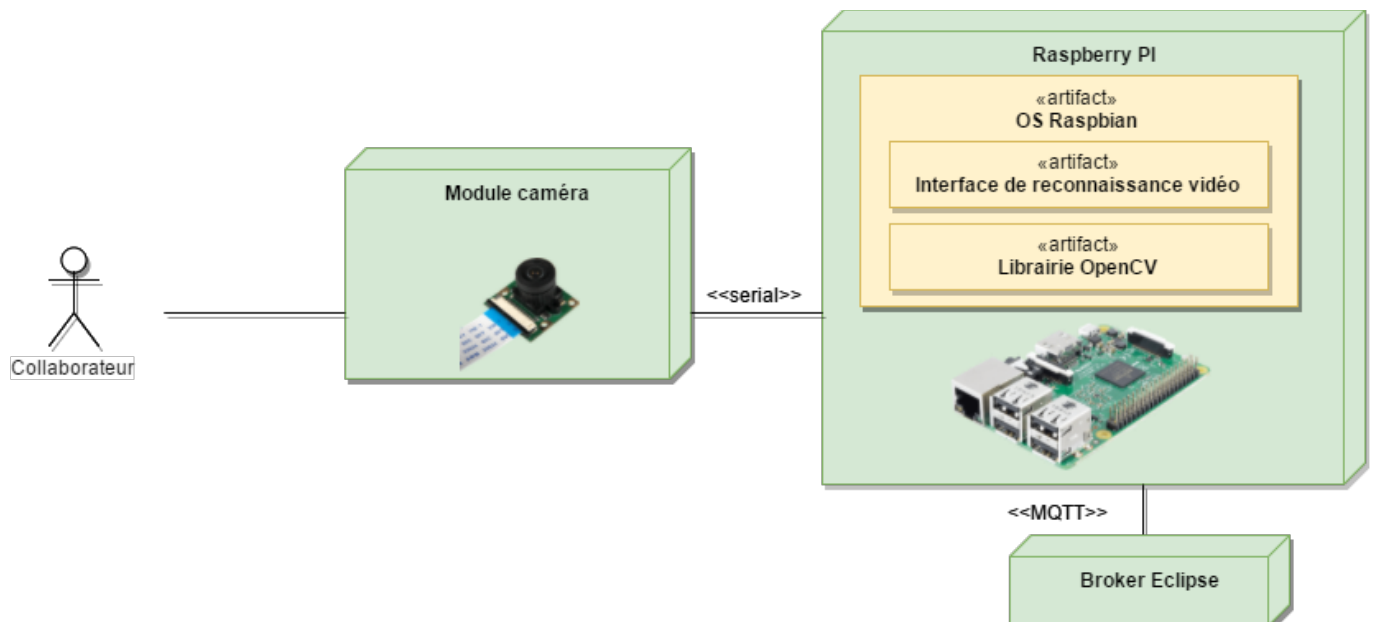 Raspberry PI
«artifact»
OS Raspbian
«artifact»
Interface de reconnaissance vidéo
«artifact»
Librairie OpenCV
Module caméra
<<serial>>
Collaborateur
<<MQTT>>
Broker Eclipse